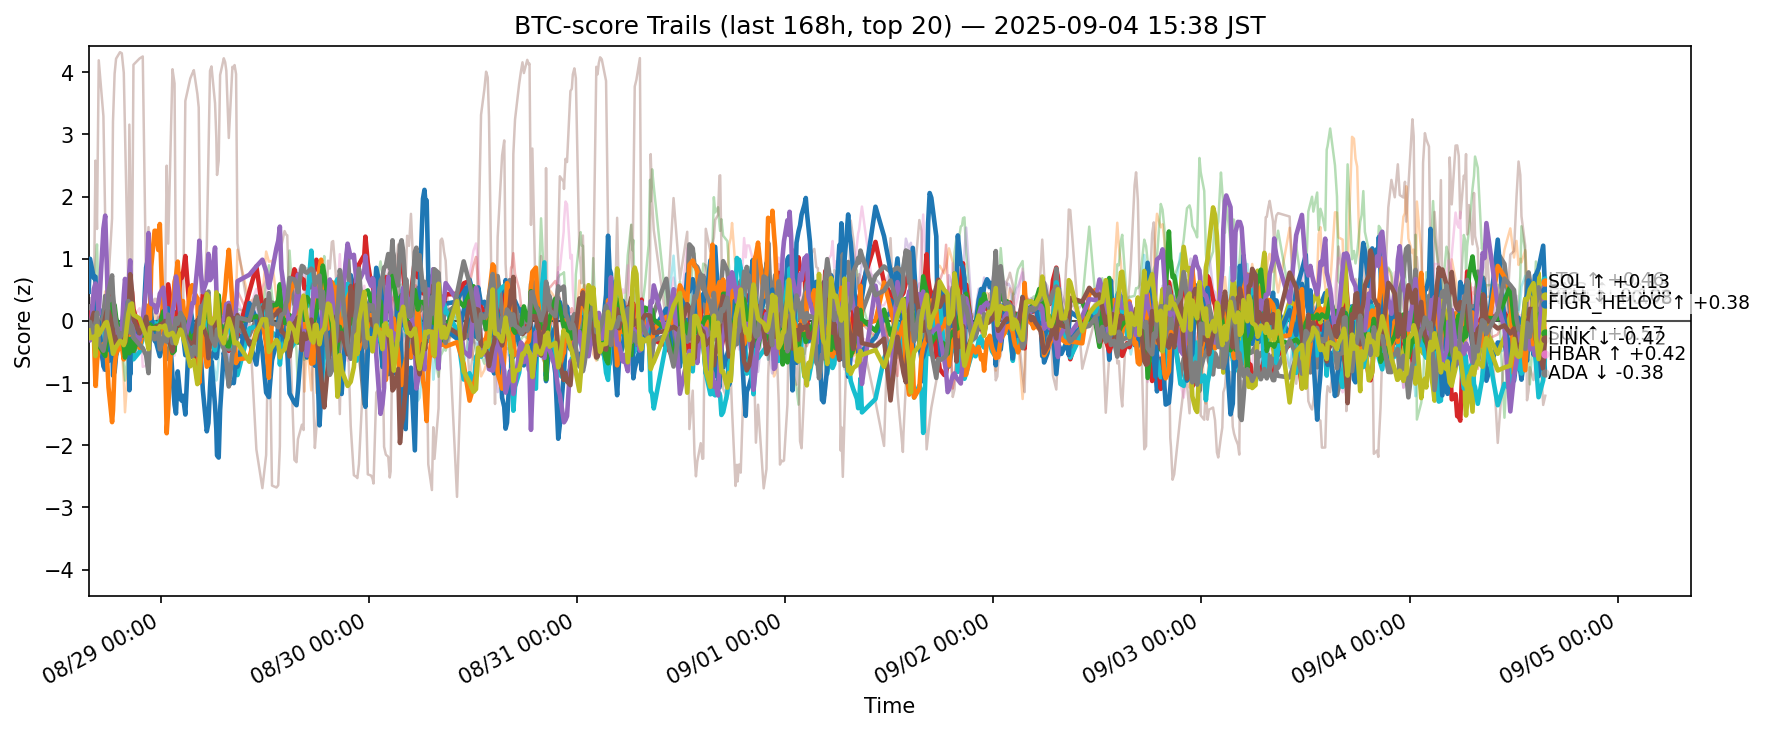 BTC-score Trails (last 168h, top 20) — 2025-09-04 15:38 JST
Score (z)
4
3
2
1
0
−1
−2
−3
−4
SOL ↑ +0.13
FIGR_HELOC ↑ +0.38
LINK ↓ -0.42
HBAR ↑ +0.42
ADA ↓ -0.38
08/29 00:00
08/30 00:00
08/31 00:00
09/01 00:00
09/02 00:00
09/03 00:00
09/04 00:00
09/05 00:00
Time